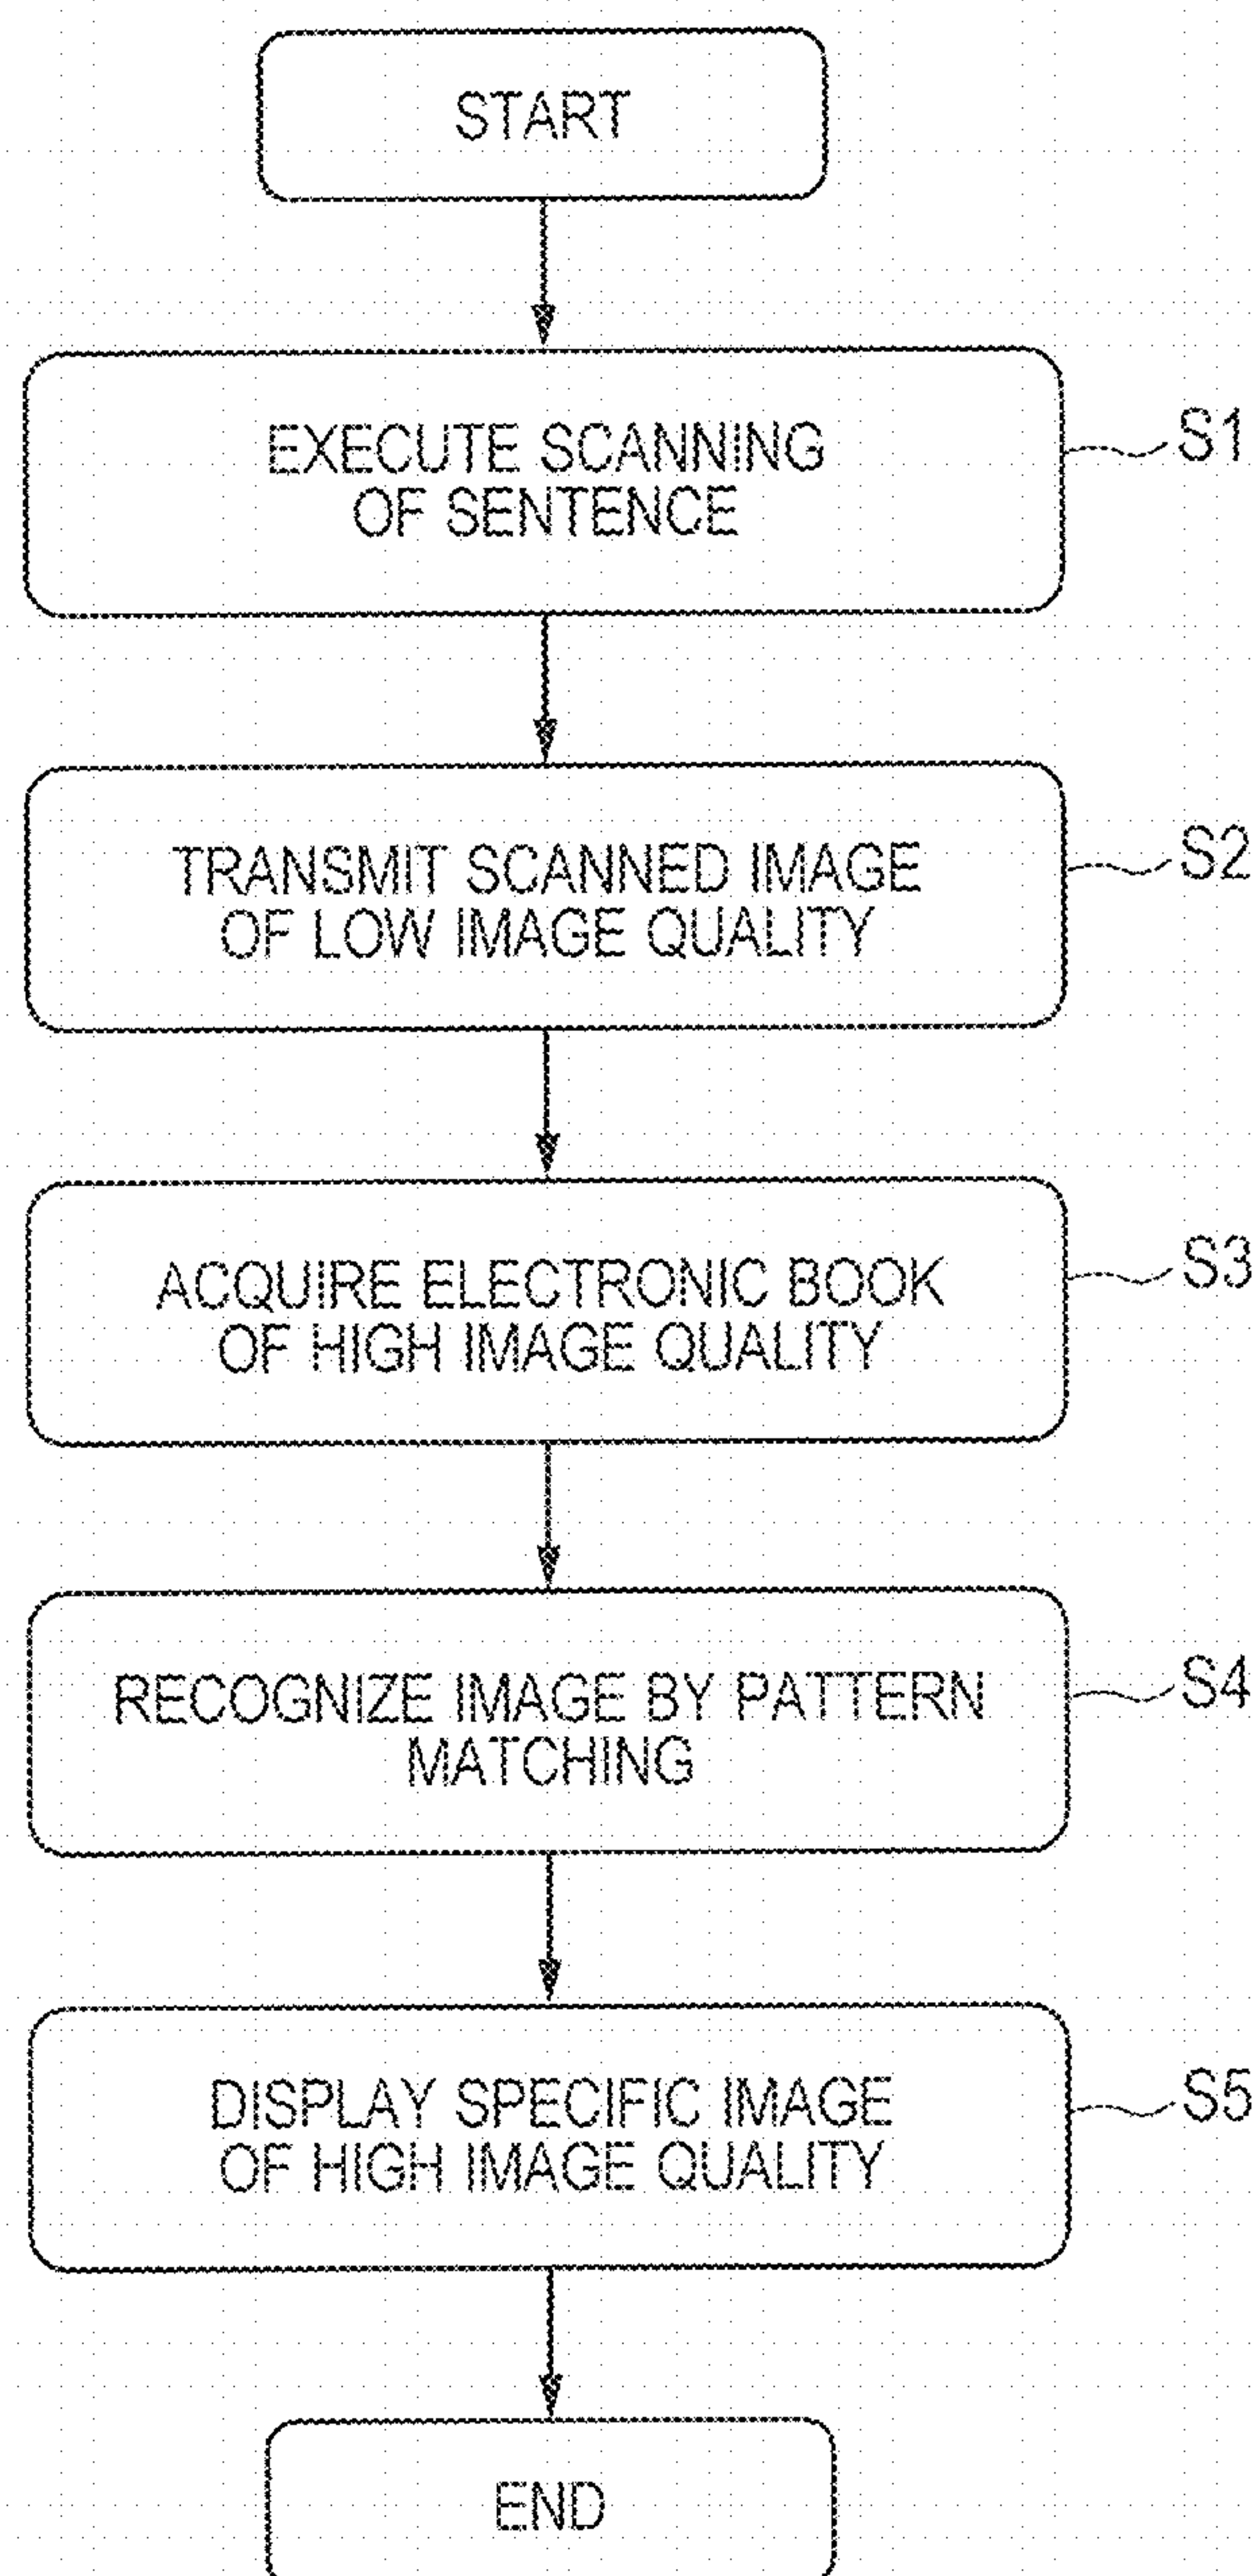 START
EXECUTE SCANNING
OF SENTENCE
S1
TRANSMIT SCANNED IMAGE
OF LOW IMAGE QUALITY
S2
ACQUIRE ELECTRONIC BOOK
OF HIGH IMAGE QUALITY
S3
RECOGNIZE IMAGE BY PATTERN
MATCHING
S4
DISPLAY SPECIFIC IMAGE
OF HIGH IMAGE QUALITY
S5
END